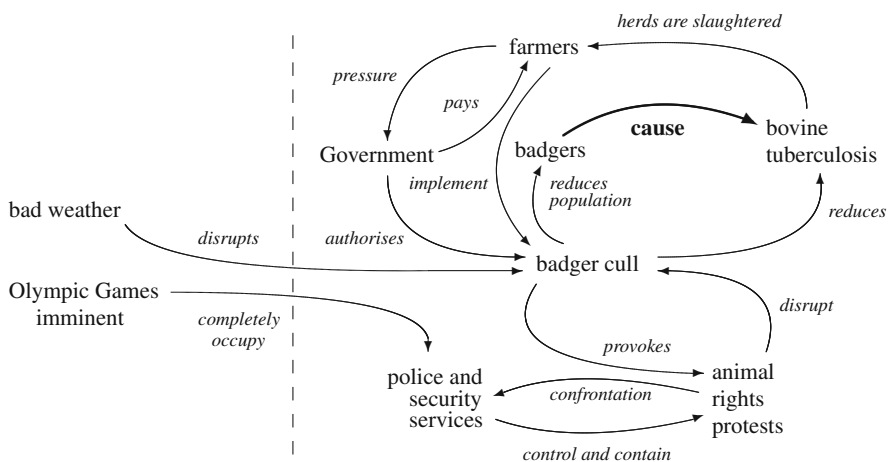 herds are slaughtered
farmers
pressure
pays
cause
bovine
tuberculosis
Government
badgers
implement
reduces
population
bad weather
disrupts
authorises
reduces
badger cull
Olympic Games
imminent
completely
occupy
disrupt
provokes
police and
security
services
confrontation
animal
rights
protests
control and contain